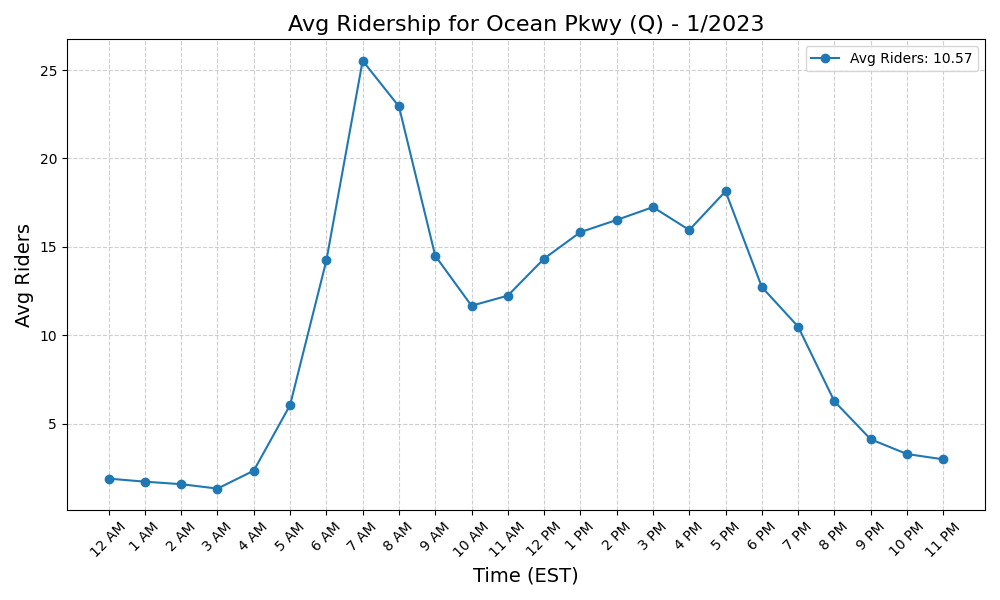 Avg Ridership for Ocean Pkwy (Q) - 1/2023
Avg Riders: 10.57
Avg Riders
25
20
15
10
5
12 AM
1 AM
2 AM
3 AM
4 AM
5 AM
6 AM
7 AM
8 AM
9 AM
10 AM
11 AM
12 PM
1 PM
2 PM
3 PM
4 PM
5 PM
6 PM
7 PM
8 PM
9 PM
10 PM
11 PM
Time (EST)